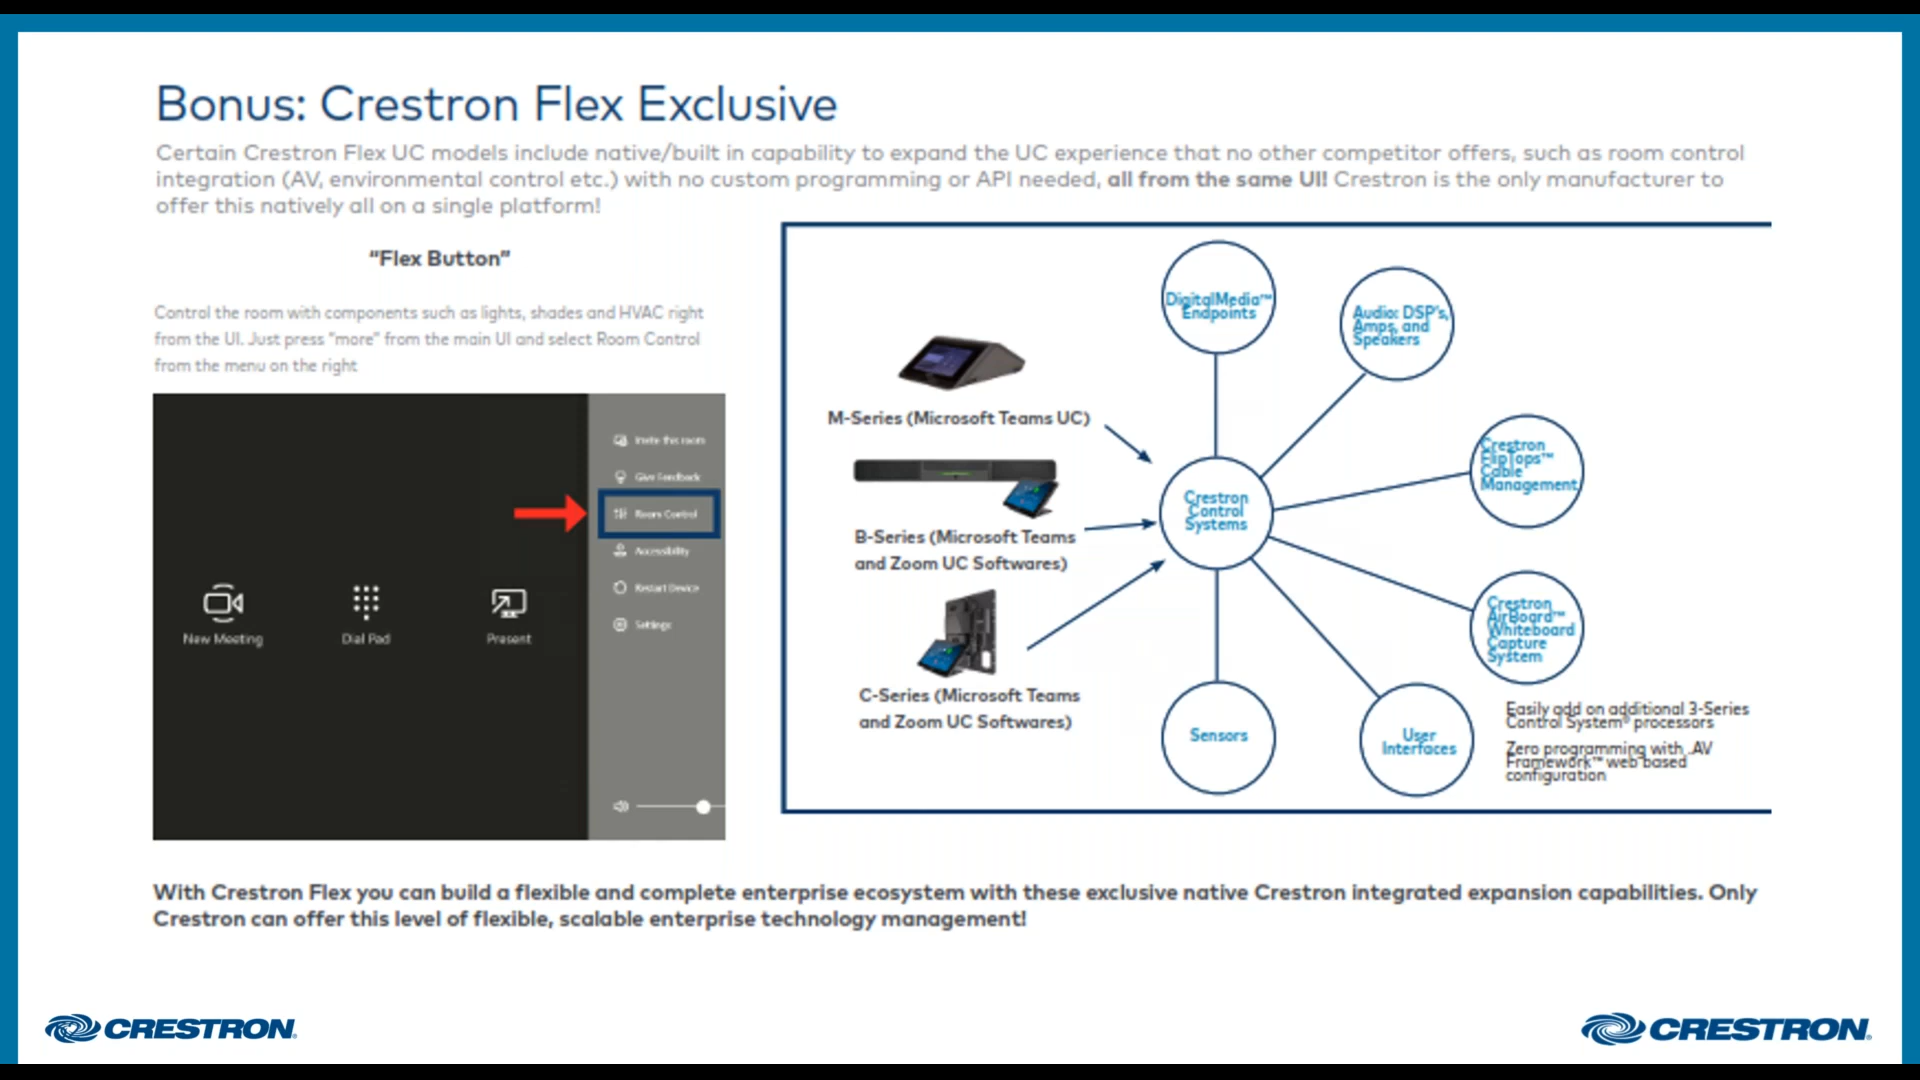 Bonus: Crestron Flex Exclusive
Certain Crestron Flex UC models include native/built in capability to expand the UC experience that no other competitor offers, such as room control
integration (AV, environmental control etc.) with no custom programming or API needed, all from the same UI! Crestron is the only manufacturer to
offer this natively all on a single platform!
“Flex Button”
Control the room with components such as lights, shades and HVAC right
from the UI. Just press “more” from the main UI and select Room Control
from the menu on the right
New Meeting
Dial Pad
Present
Invite this room
Give Feedback
Room Control
Accessibility
Restart Device
Settings
M-Series (Microsoft Teams UC)
B-Series (Microsoft Teams
and Zoom UC Softwares)
C-Series (Microsoft Teams
and Zoom UC Softwares)
Crestron
Control
Systems
DigitalMedia™
Endpoints
Audio: DSP's,
Amps, and
Speakers
Crestron
FlipTops™
Cable
Management
Crestron
AirBoard™
Whiteboard
Capture
System
User
Interfaces
Sensors
Easily add on additional 3-Series
Control System® processors
Zero programming with .AV
Framework™ web based
configuration
With Crestron Flex you can build a flexible and complete enterprise ecosystem with these exclusive native Crestron integrated expansion capabilities. Only
Crestron can offer this level of flexible, scalable enterprise technology management!
CRESTRON®
CRESTRON®